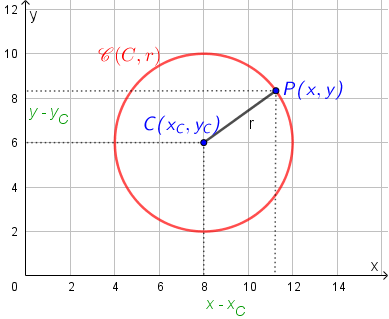 12
y
10
𝒞(C, r)
8
P(x, y)
y - y_C
C(x_C, y_C)
r
6
4
2
x
0
2
4
6
8
10
12
14
x - x_C